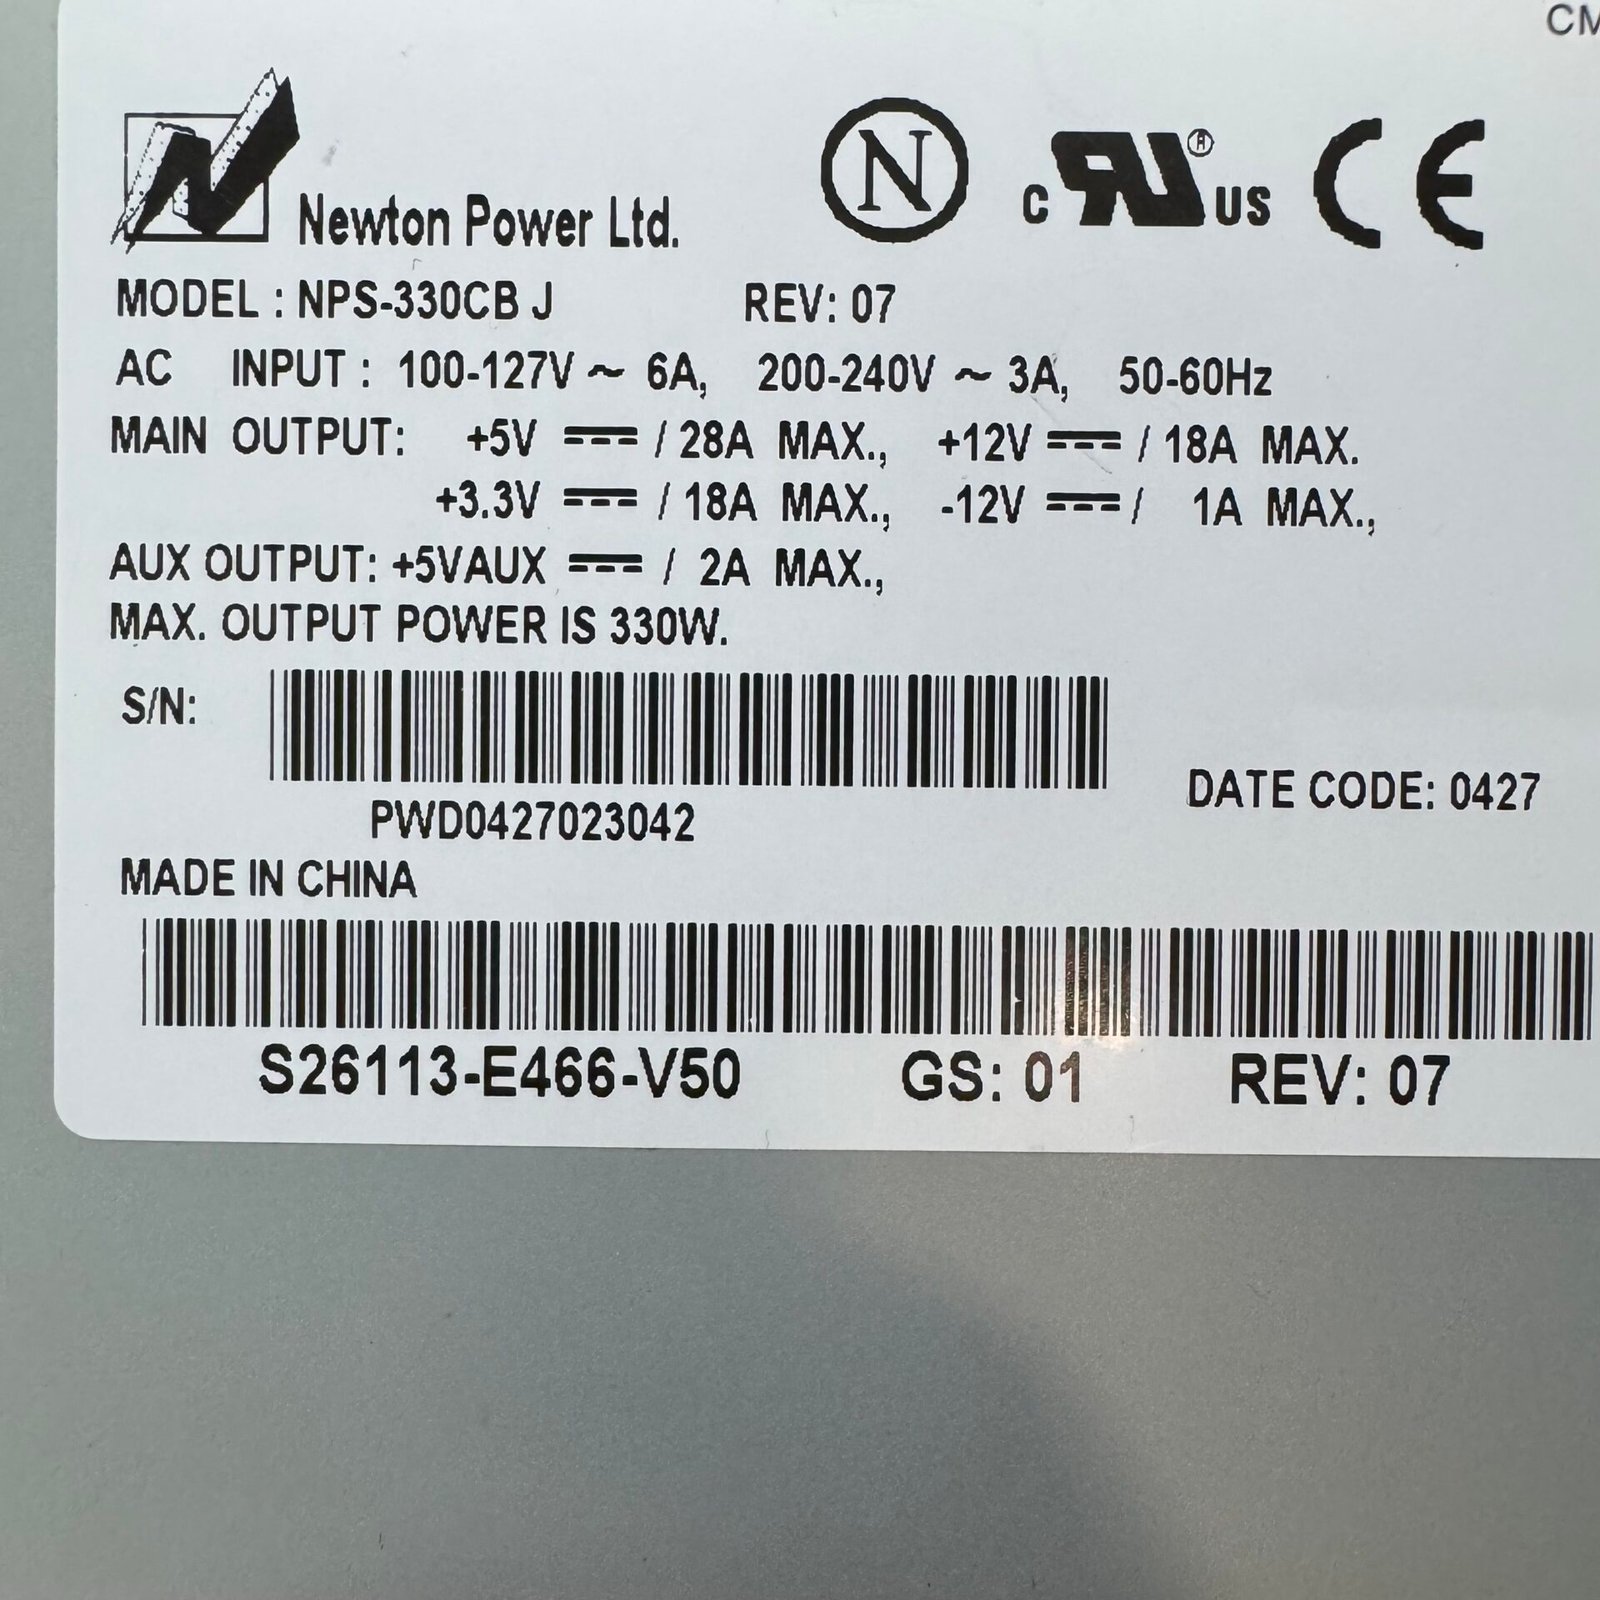 CM
Newton Power Ltd.
N
c RU ® US CE
MODEL : NPS-330CB J REV: 07
AC INPUT : 100-127V ~ 6A, 200-240V ~ 3A, 50-60Hz
MAIN OUTPUT: +5V ⎓ / 28A MAX., +12V ⎓ / 18A MAX.
+3.3V ⎓ / 18A MAX., -12V ⎓ / 1A MAX.,
AUX OUTPUT: +5VAUX ⎓ / 2A MAX.,
MAX. OUTPUT POWER IS 330W.
S/N:
PWD0427023042
DATE CODE: 0427
MADE IN CHINA
S26113-E466-V50 GS: 01 REV: 07